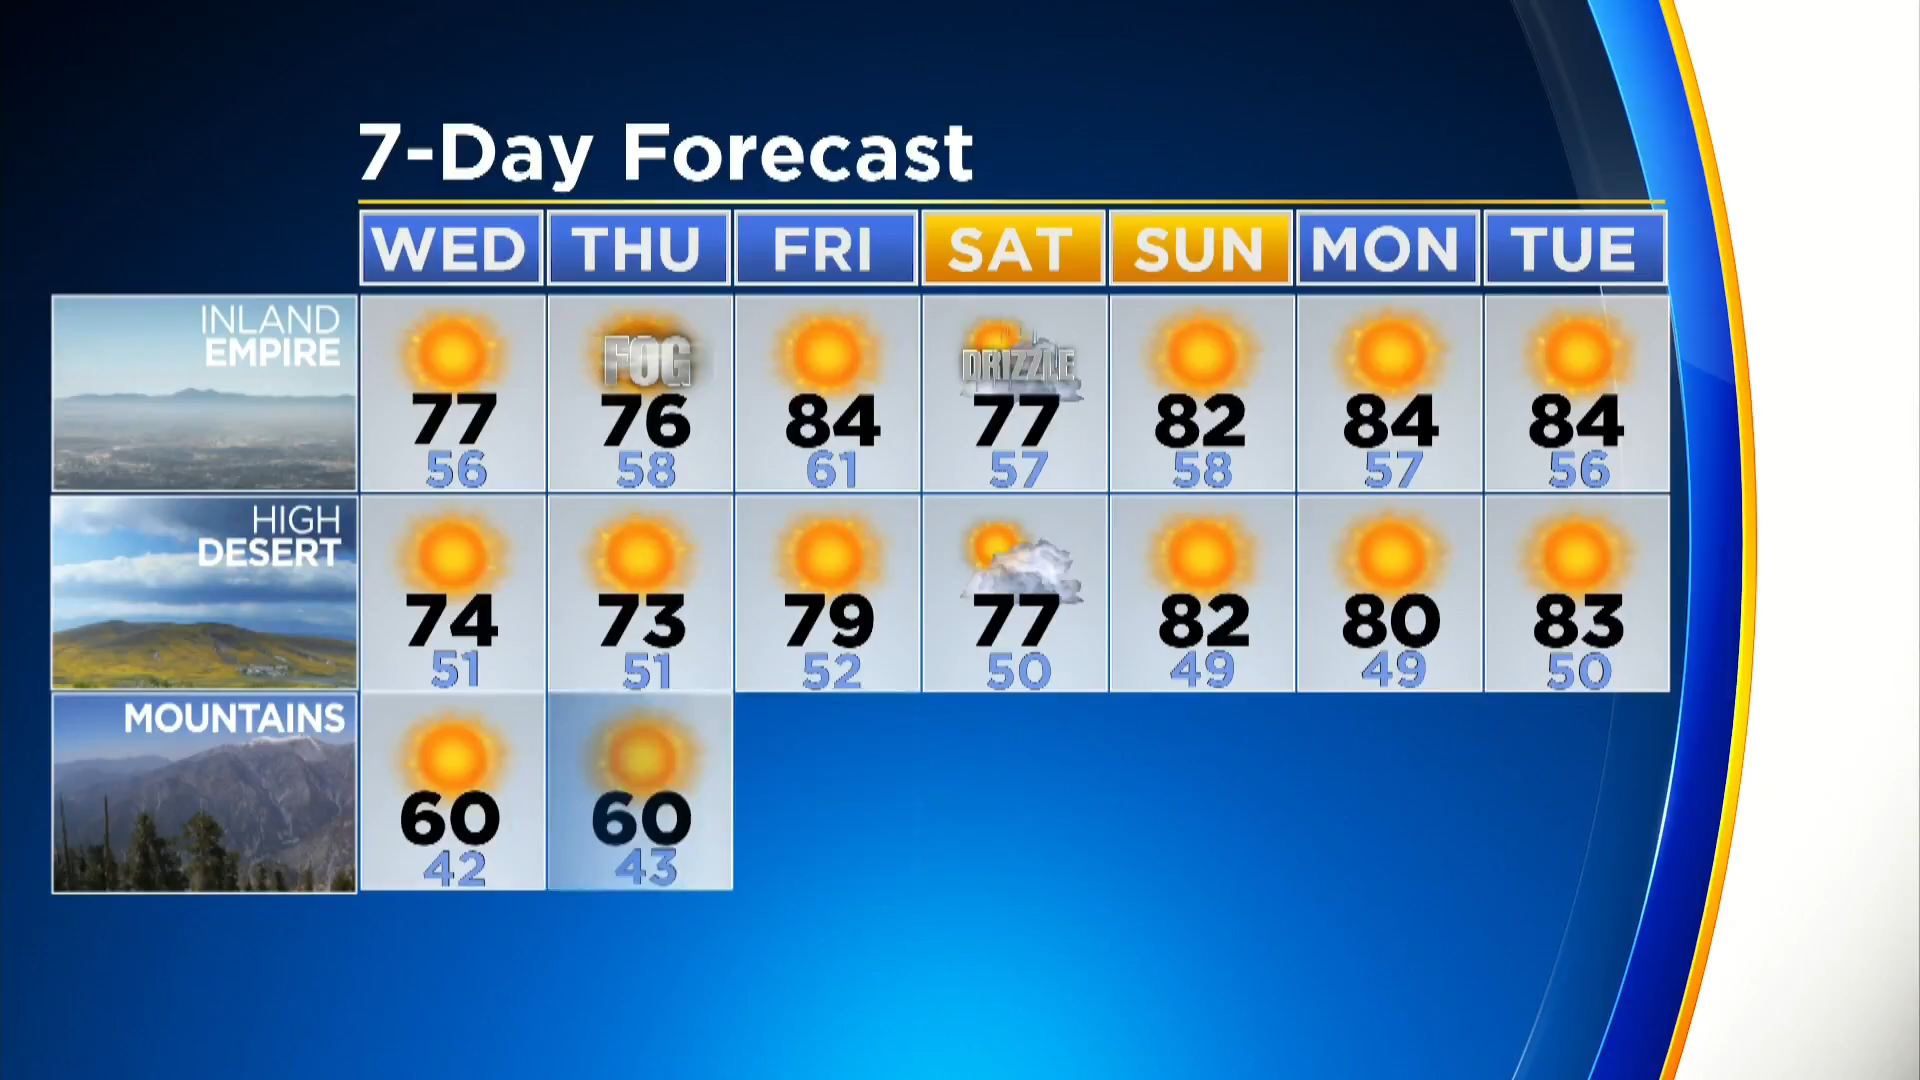 7-Day Forecast
WED THU FRI SAT SUN MON TUE
INLAND
EMPIRE
FOG
DRIZZLE
77 76 84 77 82 84 84
56 58 61 57 58 57 56
HIGH
DESERT
74 73 79 77 82 80 83
51 51 52 50 49 49 50
MOUNTAINS
60 60
42 43